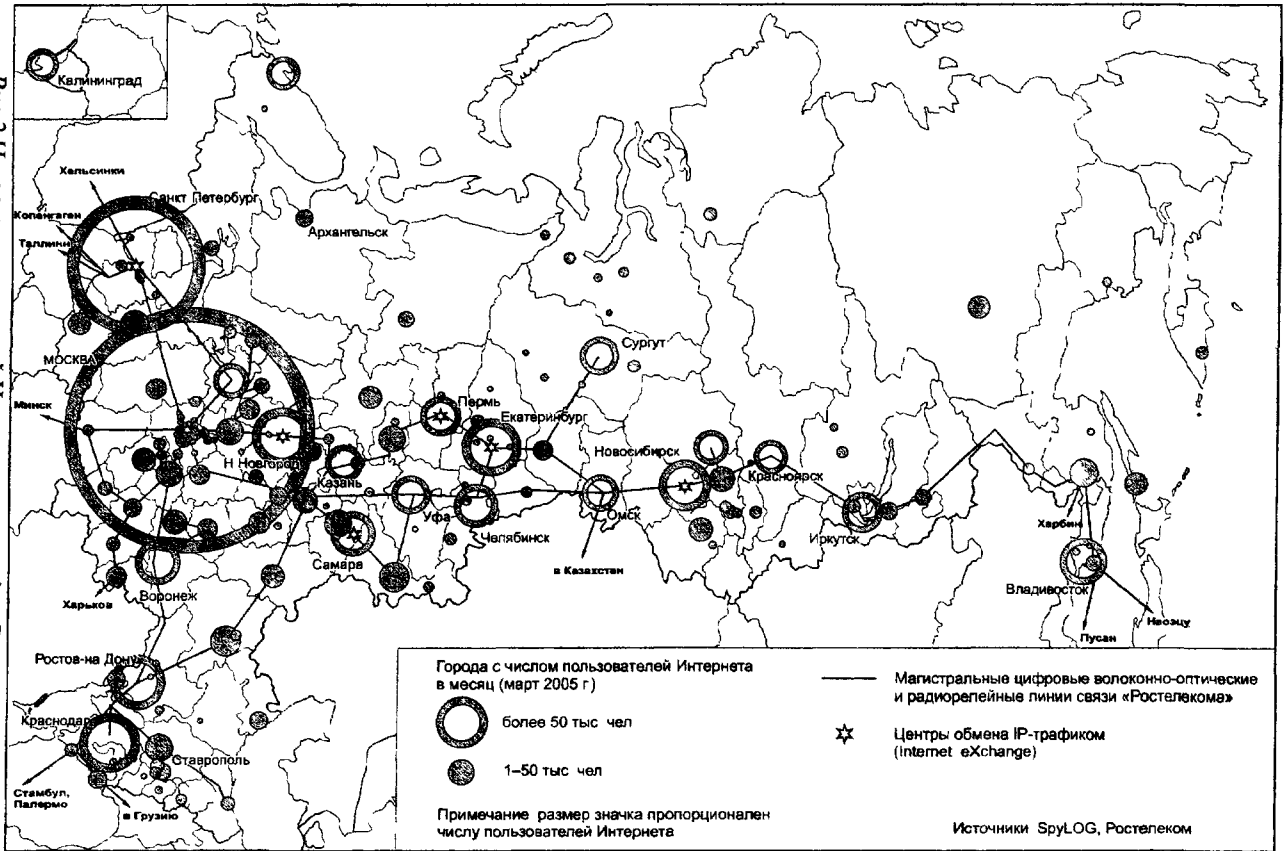 Калининград
Хельсинки
Санкт Петербург
Копенгаген
Таллинн
Архангельск
МОСКВА
Минск
Сургут
Пермь
Екатеринбург
Н Новгород
Казань
Новосибирск
Красноярск
Уфа
Омск
Челябинск
Самара
Иркутск
Харбин
в Казахстан
Владивосток
Харьков
Воронеж
Наоэцу
Пусан
Ростов-на Дону
Краснодар
Ставрополь
Стамбул,
Палермо
в Грузию
Города с числом пользователей Интернета
в месяц (март 2005 г)
более 50 тыс чел
1–50 тыс чел
Примечание размер значка пропорционален
числу пользователей Интернета
Магистральные цифровые волоконно-оптические
и радиорелейные линии связи «Ростелекома»
Центры обмена IP-трафиком
(Internet eXchange)
Источники SpyLOG, Ростелеком